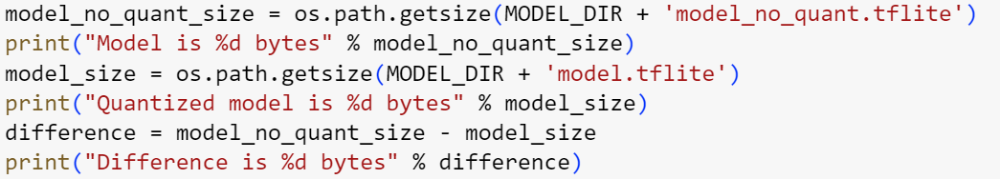 model_no_quant_size = os.path.getsize(MODEL_DIR + 'model_no_quant.tflite')
print("Model is %d bytes" % model_no_quant_size)
model_size = os.path.getsize(MODEL_DIR + 'model.tflite')
print("Quantized model is %d bytes" % model_size)
difference = model_no_quant_size - model_size
print("Difference is %d bytes" % difference)